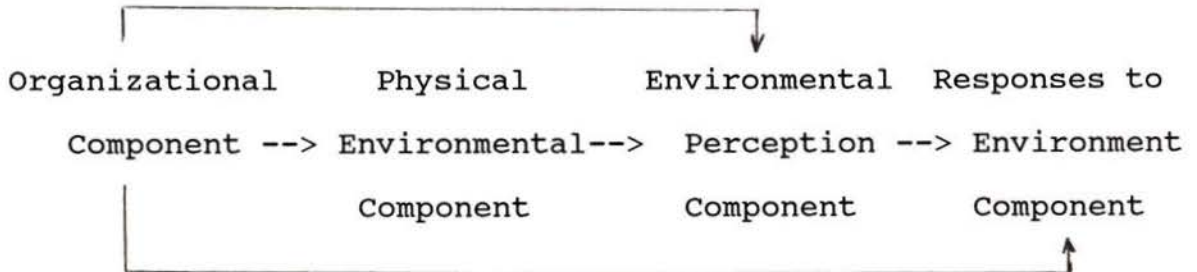 Organizational Physical Environmental Responses to
Component --> Environmental--> Perception --> Environment
Component Component Component